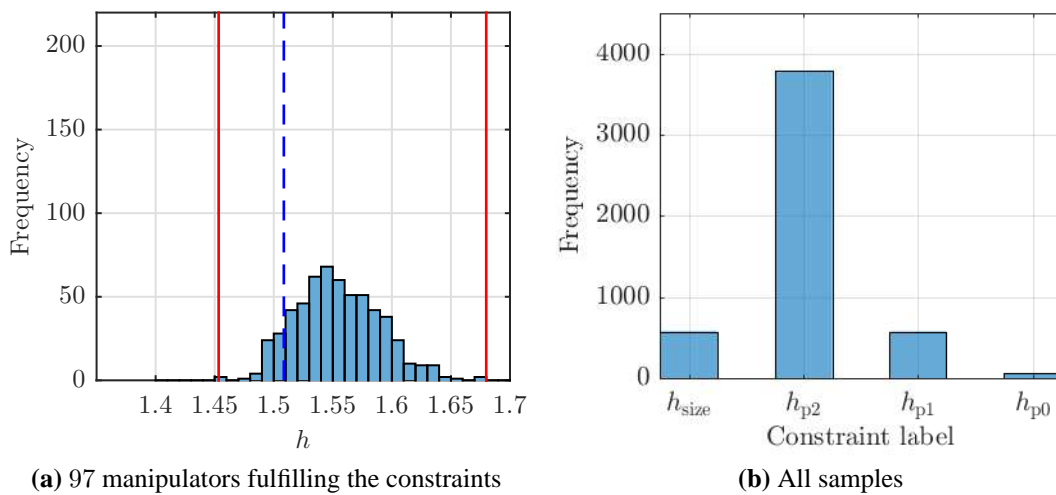 200
150
100
50
0
Frequency
1.4 1.45 1.5 1.55 1.6 1.65 1.7
h
(a) 97 manipulators fulfilling the constraints
4000
3000
2000
1000
0
Frequency
h_size h_p2 h_p1 h_p0
Constraint label
(b) All samples